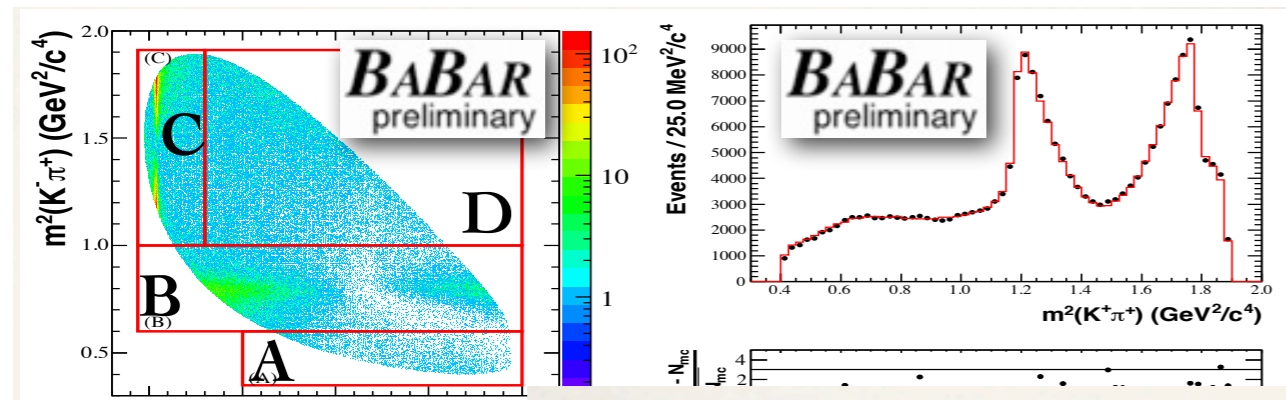 m²(K⁻π⁺) (GeV²/c⁴)
2.0
1.5
1.0
0.5
(C)
C
D
B
(B)
A
(A)
BABAR
preliminary
10²
10
1
Events / 25.0 MeV²/c⁴
9000
8000
7000
6000
5000
4000
3000
2000
1000
0
BABAR
preliminary
0.4 0.6 0.8 1.0 1.2 1.4 1.6 1.8 2.0
m²(K⁺π⁺) (GeV²/c⁴)
- N_mc
4
2